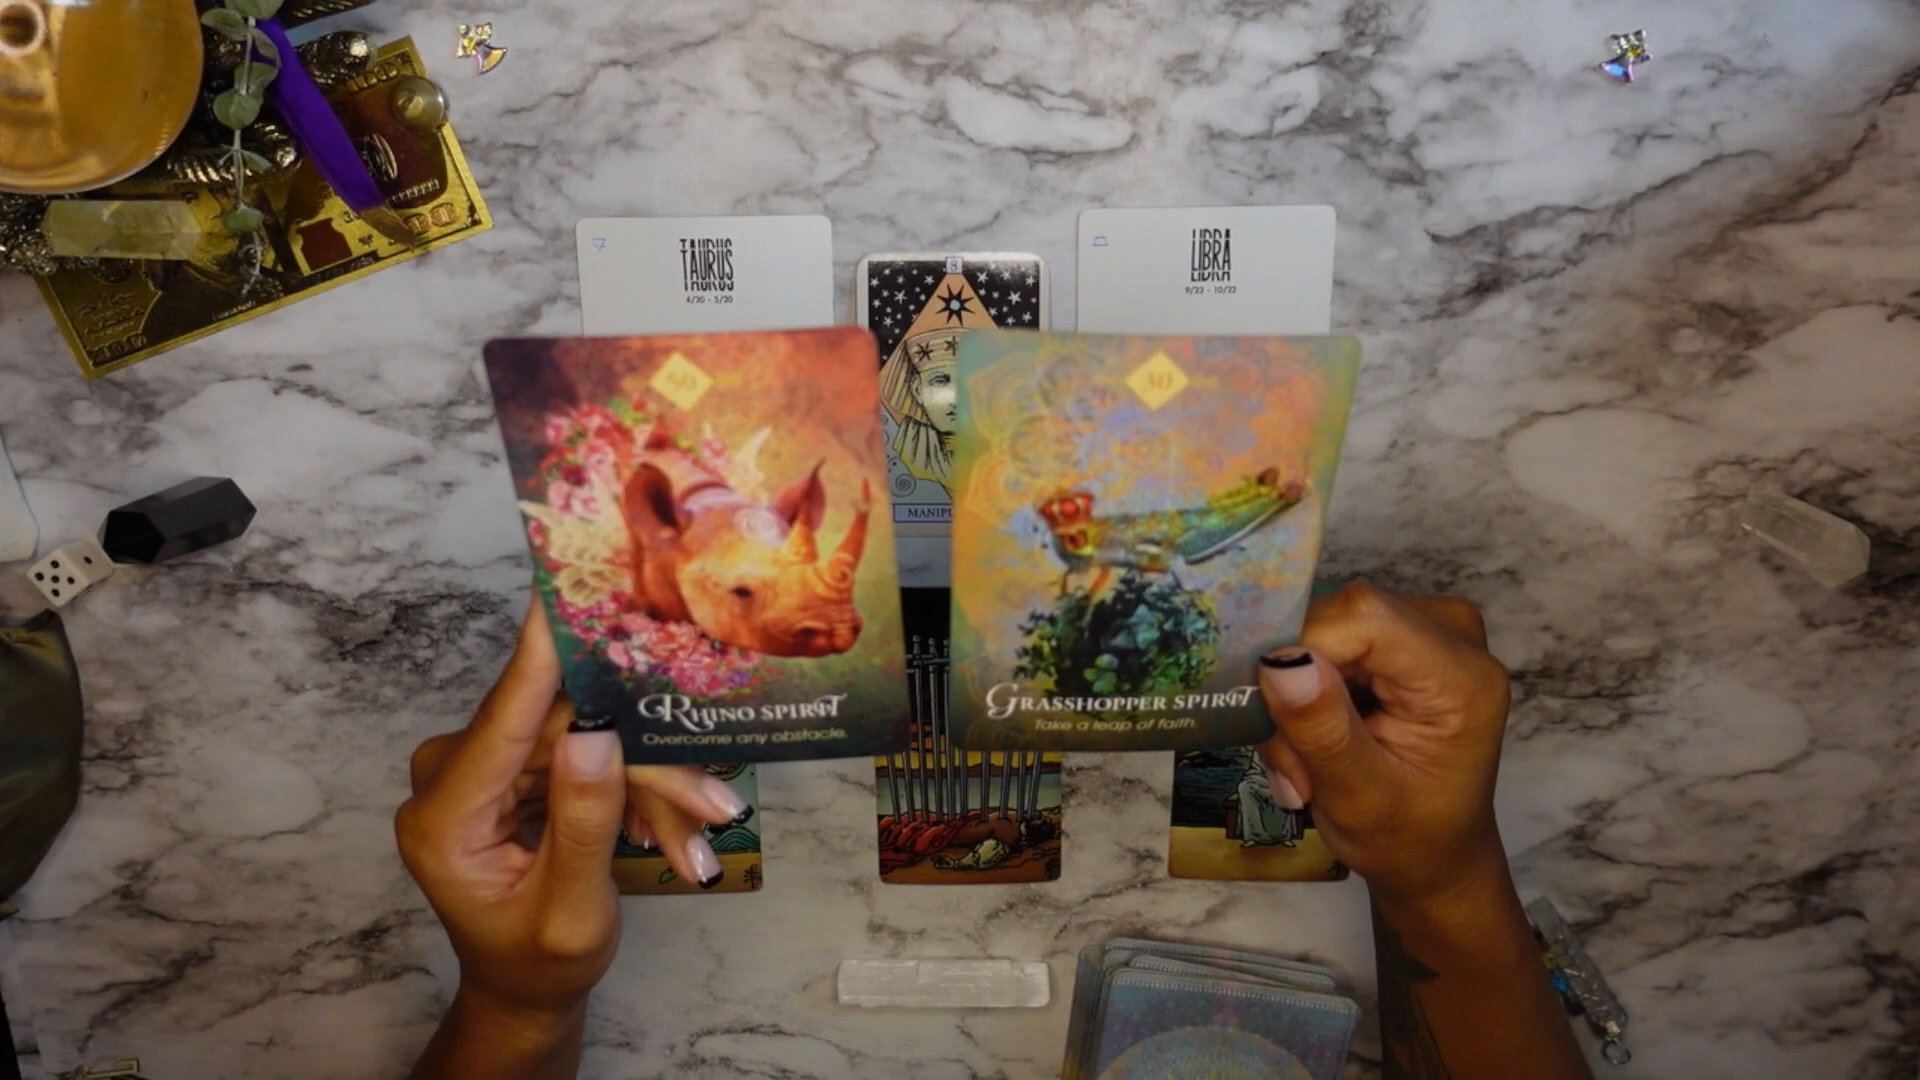 TAURUS
4/20 - 5/20
8
LIBRA
9/23 - 10/22
MANIPU
50
RHINO SPIRIT
Overcome any obstacle.
30
GRASSHOPPER SPIRIT
Take a leap of faith.